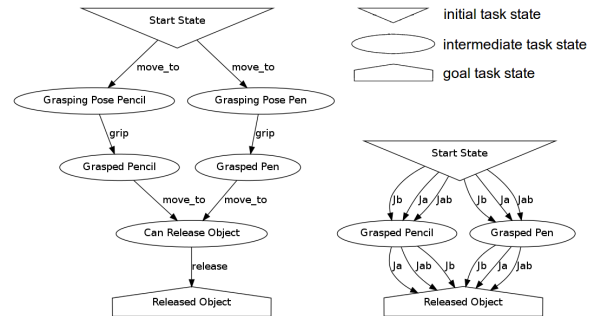 Start State
move_to
move_to
Grasping Pose Pencil
Grasping Pose Pen
grip
grip
Grasped Pencil
Grasped Pen
move_to
move_to
Can Release Object
release
Released Object
initial task state
intermediate task state
goal task state
Start State
Jb
Ja
Jab
Jb
Ja
Jab
Grasped Pencil
Grasped Pen
Ja
Jab
Jb
Jb
Ja
Jab
Released Object